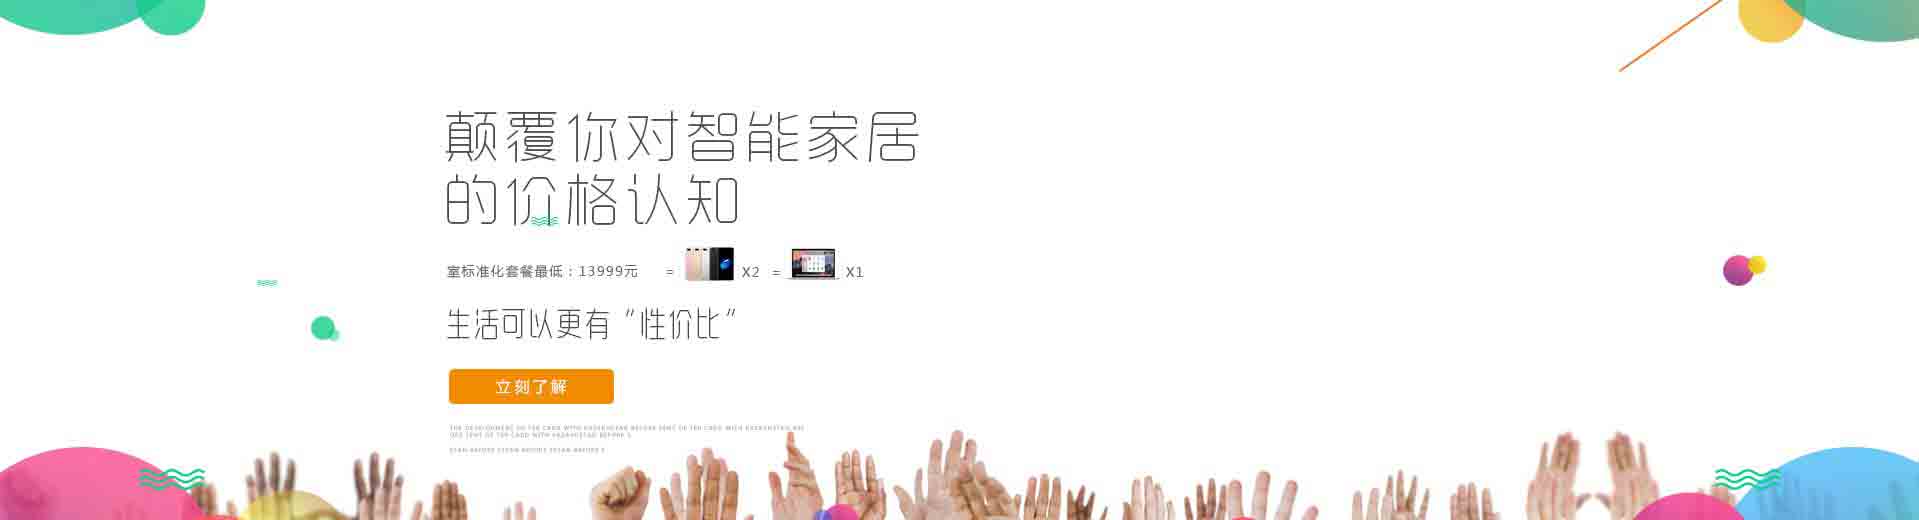 颠覆你对智能家居
的价格认知
室标准化套餐最低：13999元 = X2 = X1
生活可以更有“性价比”
立刻了解